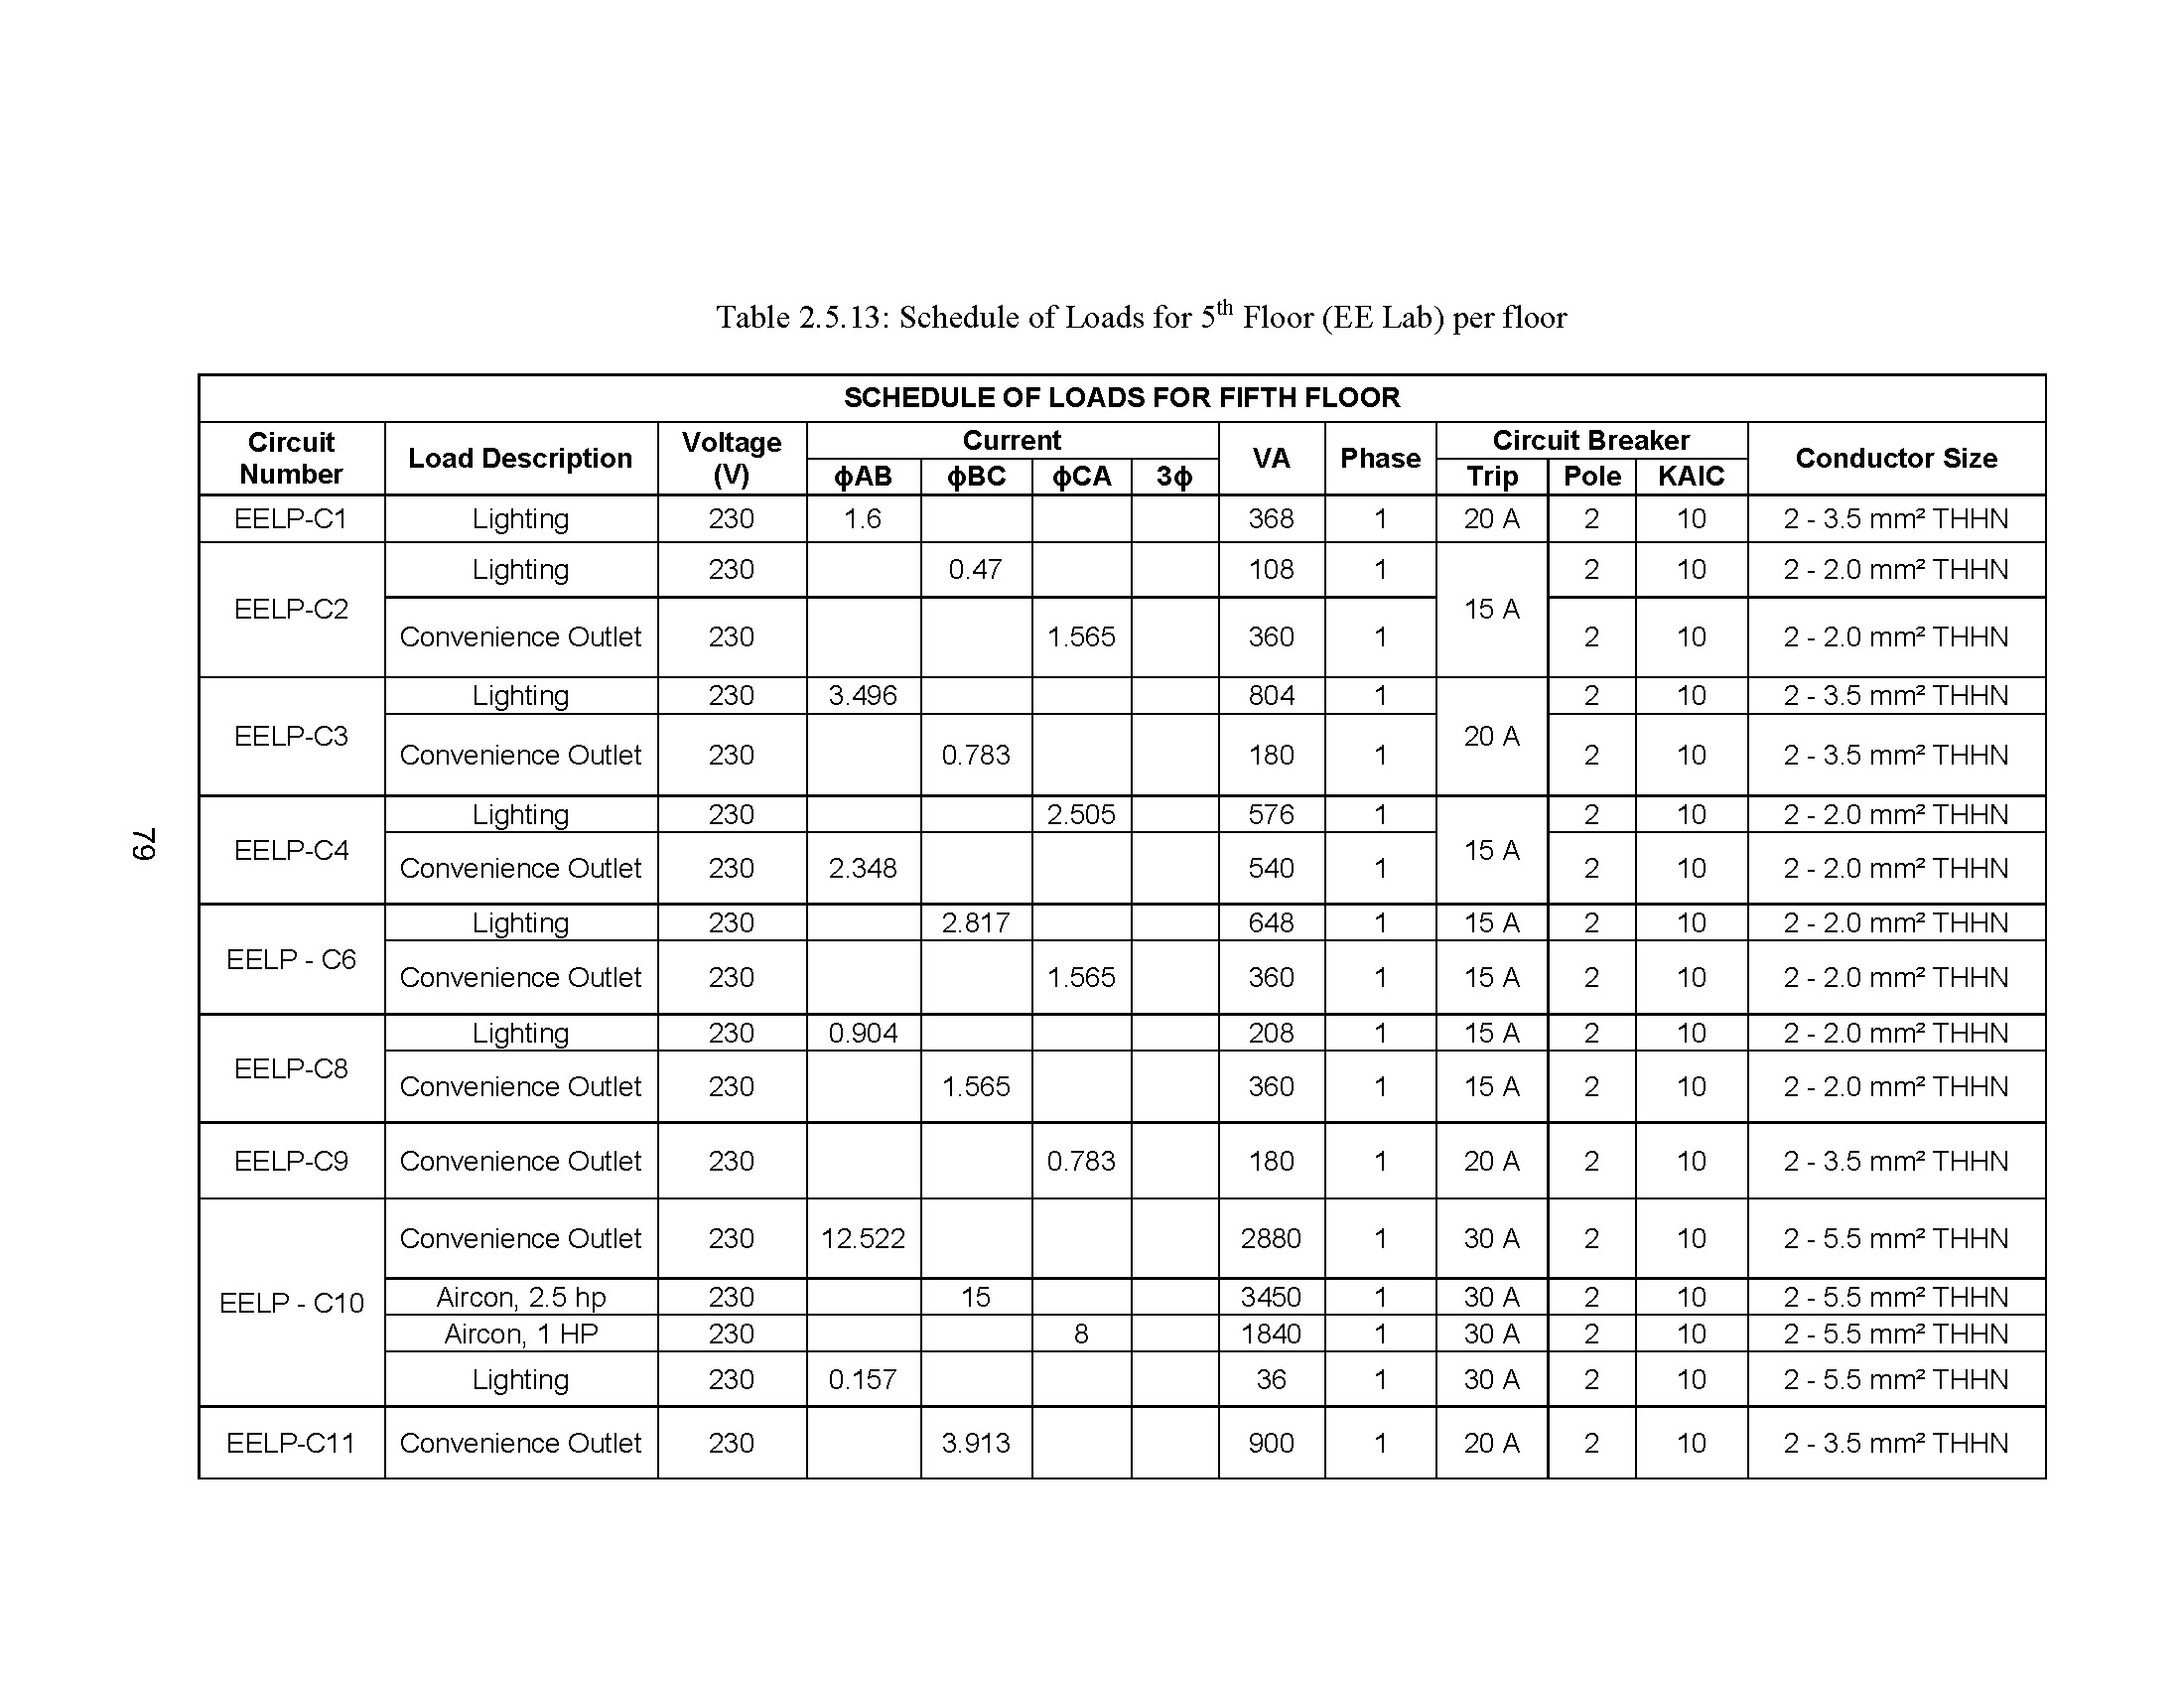 Table 2.5.13: Schedule of Loads for 5th Floor (EE Lab) per floor
SCHEDULE OF LOADS FOR FIFTH FLOOR
Circuit Number Load Description Voltage (V) Current VA Phase Circuit Breaker Conductor Size
ϕAB ϕBC ϕCA 3ϕ Trip Pole KAIC
EELP-C1 Lighting 230 1.6 368 1 20 A 2 10 2 - 3.5 mm² THHN
EELP-C2 Lighting 230 0.47 108 1 15 A 2 10 2 - 2.0 mm² THHN
Convenience Outlet 230 1.565 360 1 2 10 2 - 2.0 mm² THHN
EELP-C3 Lighting 230 3.496 804 1 20 A 2 10 2 - 3.5 mm² THHN
Convenience Outlet 230 0.783 180 1 2 10 2 - 3.5 mm² THHN
EELP-C4 Lighting 230 2.505 576 1 15 A 2 10 2 - 2.0 mm² THHN
Convenience Outlet 230 2.348 540 1 2 10 2 - 2.0 mm² THHN
EELP - C6 Lighting 230 2.817 648 1 15 A 2 10 2 - 2.0 mm² THHN
Convenience Outlet 230 1.565 360 1 15 A 2 10 2 - 2.0 mm² THHN
EELP-C8 Lighting 230 0.904 208 1 15 A 2 10 2 - 2.0 mm² THHN
Convenience Outlet 230 1.565 360 1 15 A 2 10 2 - 2.0 mm² THHN
EELP-C9 Convenience Outlet 230 0.783 180 1 20 A 2 10 2 - 3.5 mm² THHN
EELP - C10 Convenience Outlet 230 12.522 2880 1 30 A 2 10 2 - 5.5 mm² THHN
Aircon, 2.5 hp 230 15 3450 1 30 A 2 10 2 - 5.5 mm² THHN
Aircon, 1 HP 230 8 1840 1 30 A 2 10 2 - 5.5 mm² THHN
Lighting 230 0.157 36 1 30 A 2 10 2 - 5.5 mm² THHN
EELP-C11 Convenience Outlet 230 3.913 900 1 20 A 2 10 2 - 3.5 mm² THHN
79